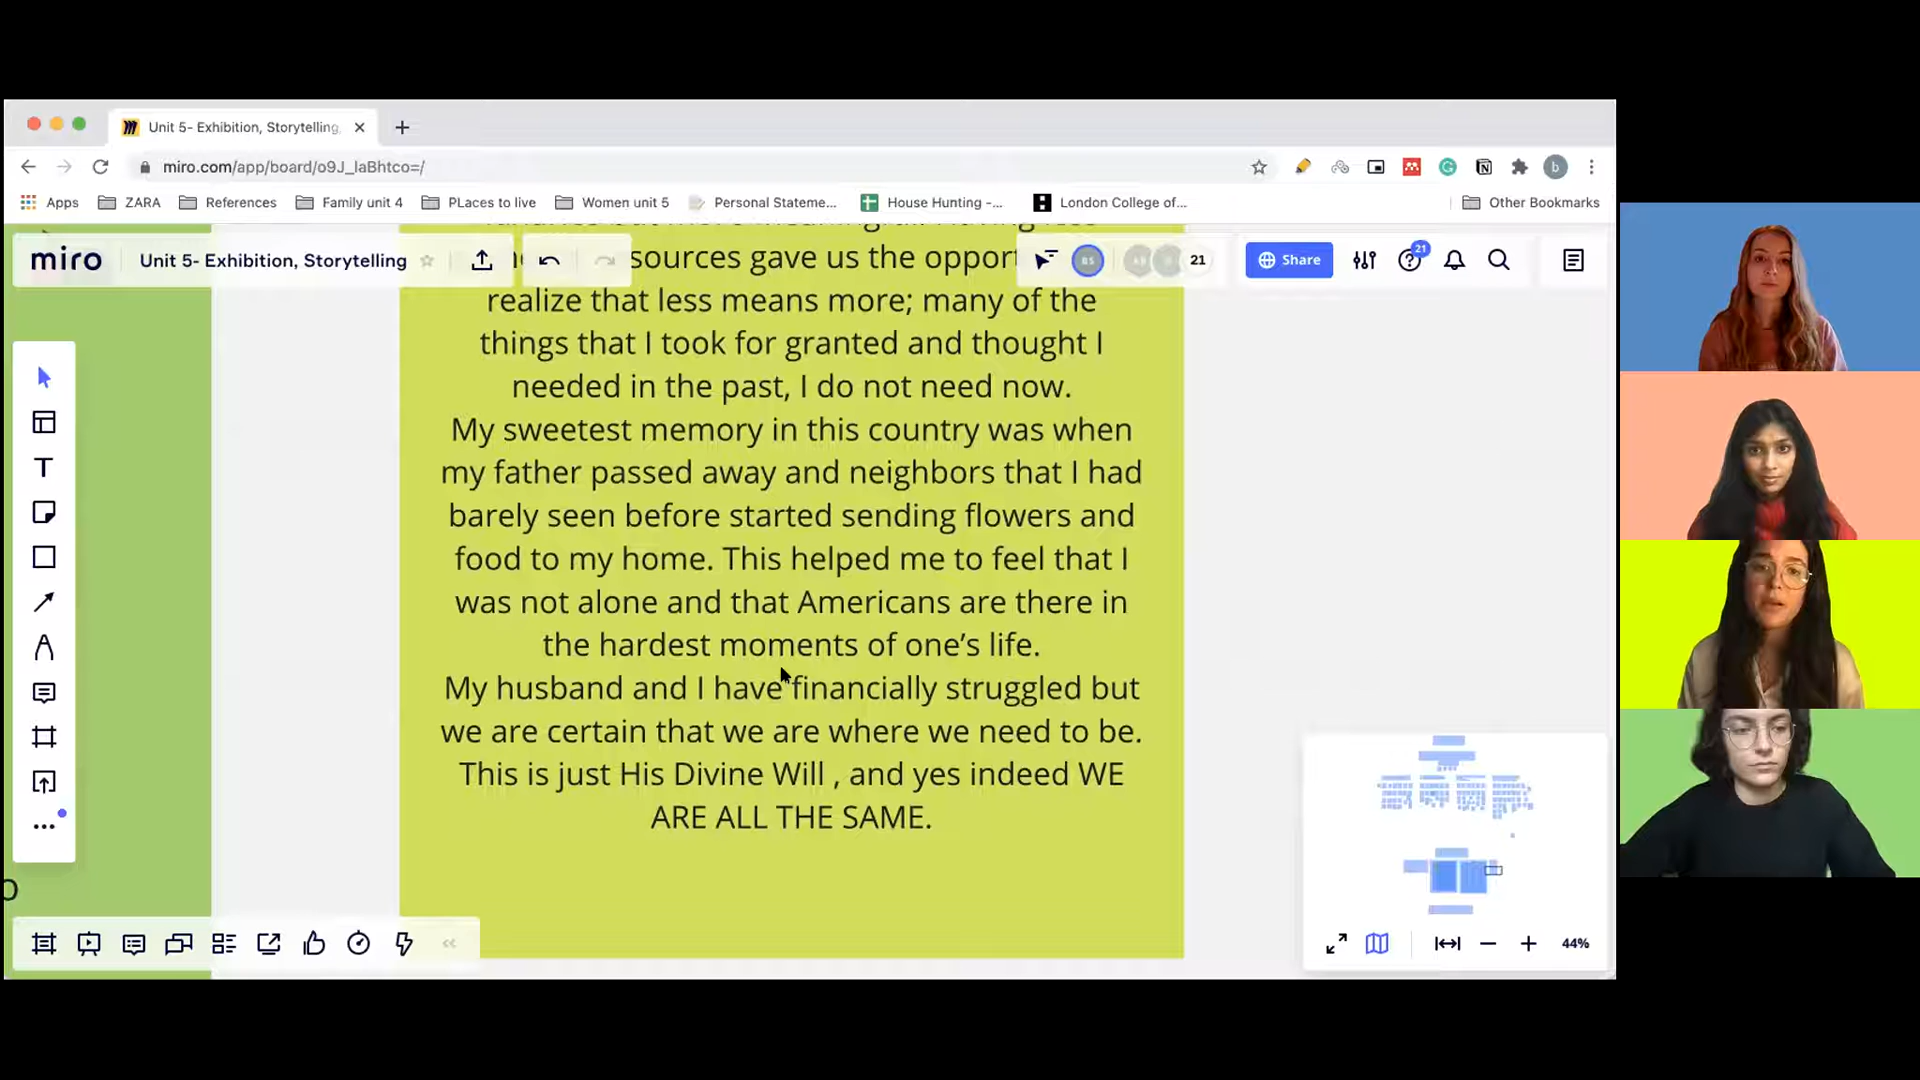 Unit 5- Exhibition, Storytelling,
miro.com/app/board/o9J_laBhtco=/
b
Apps
ZARA
References
Family unit 4
PLaces to live
Women unit 5
Personal Stateme...
House Hunting -...
London College of...
Other Bookmarks
miro
Unit 5- Exhibition, Storytelling
BS
21
Share
21
sources gave us the
realize that less means more; many of the
things that I took for granted and thought I
needed in the past, I do not need now.
My sweetest memory in this country was when
my father passed away and neighbors that I had
barely seen before started sending flowers and
food to my home. This helped me to feel that I
was not alone and that Americans are there in
the hardest moments of one’s life.
My husband and I have financially struggled but
we are certain that we are where we need to be.
This is just His Divine Will , and yes indeed WE
ARE ALL THE SAME.
44%